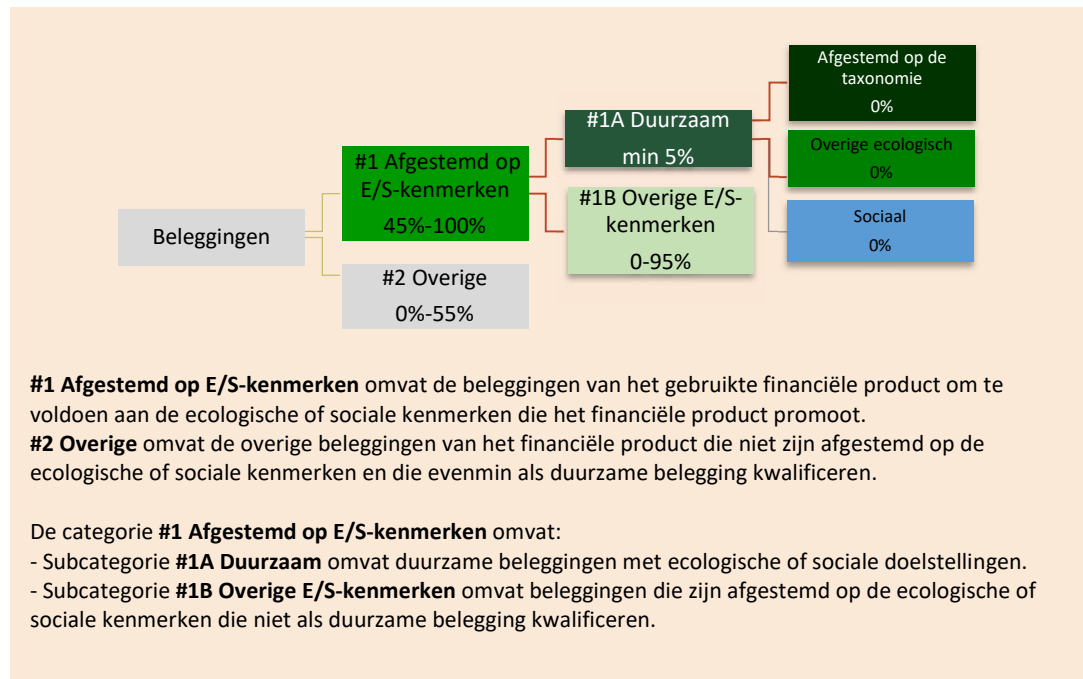 Beleggingen
#1 Afgestemd op
E/S-kenmerken
45%-100%
#2 Overige
0%-55%
#1A Duurzaam
min 5%
#1B Overige E/S-
kenmerken
0-95%
Afgestemd op de
taxonomie
0%
Overige ecologisch
0%
Sociaal
0%
#1 Afgestemd op E/S-kenmerken omvat de beleggingen van het gebruikte financiële product om te
voldoen aan de ecologische of sociale kenmerken die het financiële product promoot.
#2 Overige omvat de overige beleggingen van het financiële product die niet zijn afgestemd op de
ecologische of sociale kenmerken en die evenmin als duurzame belegging kwalificeren.
De categorie #1 Afgestemd op E/S-kenmerken omvat:
- Subcategorie #1A Duurzaam omvat duurzame beleggingen met ecologische of sociale doelstellingen.
- Subcategorie #1B Overige E/S-kenmerken omvat beleggingen die zijn afgestemd op de ecologische of
sociale kenmerken die niet als duurzame belegging kwalificeren.